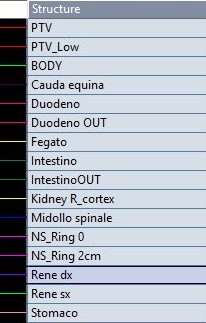 Structure
PTV
PTV_Low
BODY
Cauda equina
Duodeno
Duodeno OUT
Fegato
Intestino
IntestinoOUT
Kidney R_cortex
Midollo spinale
NS_Ring 0
NS_Ring 2cm
Rene dx
Rene sx
Stomaco